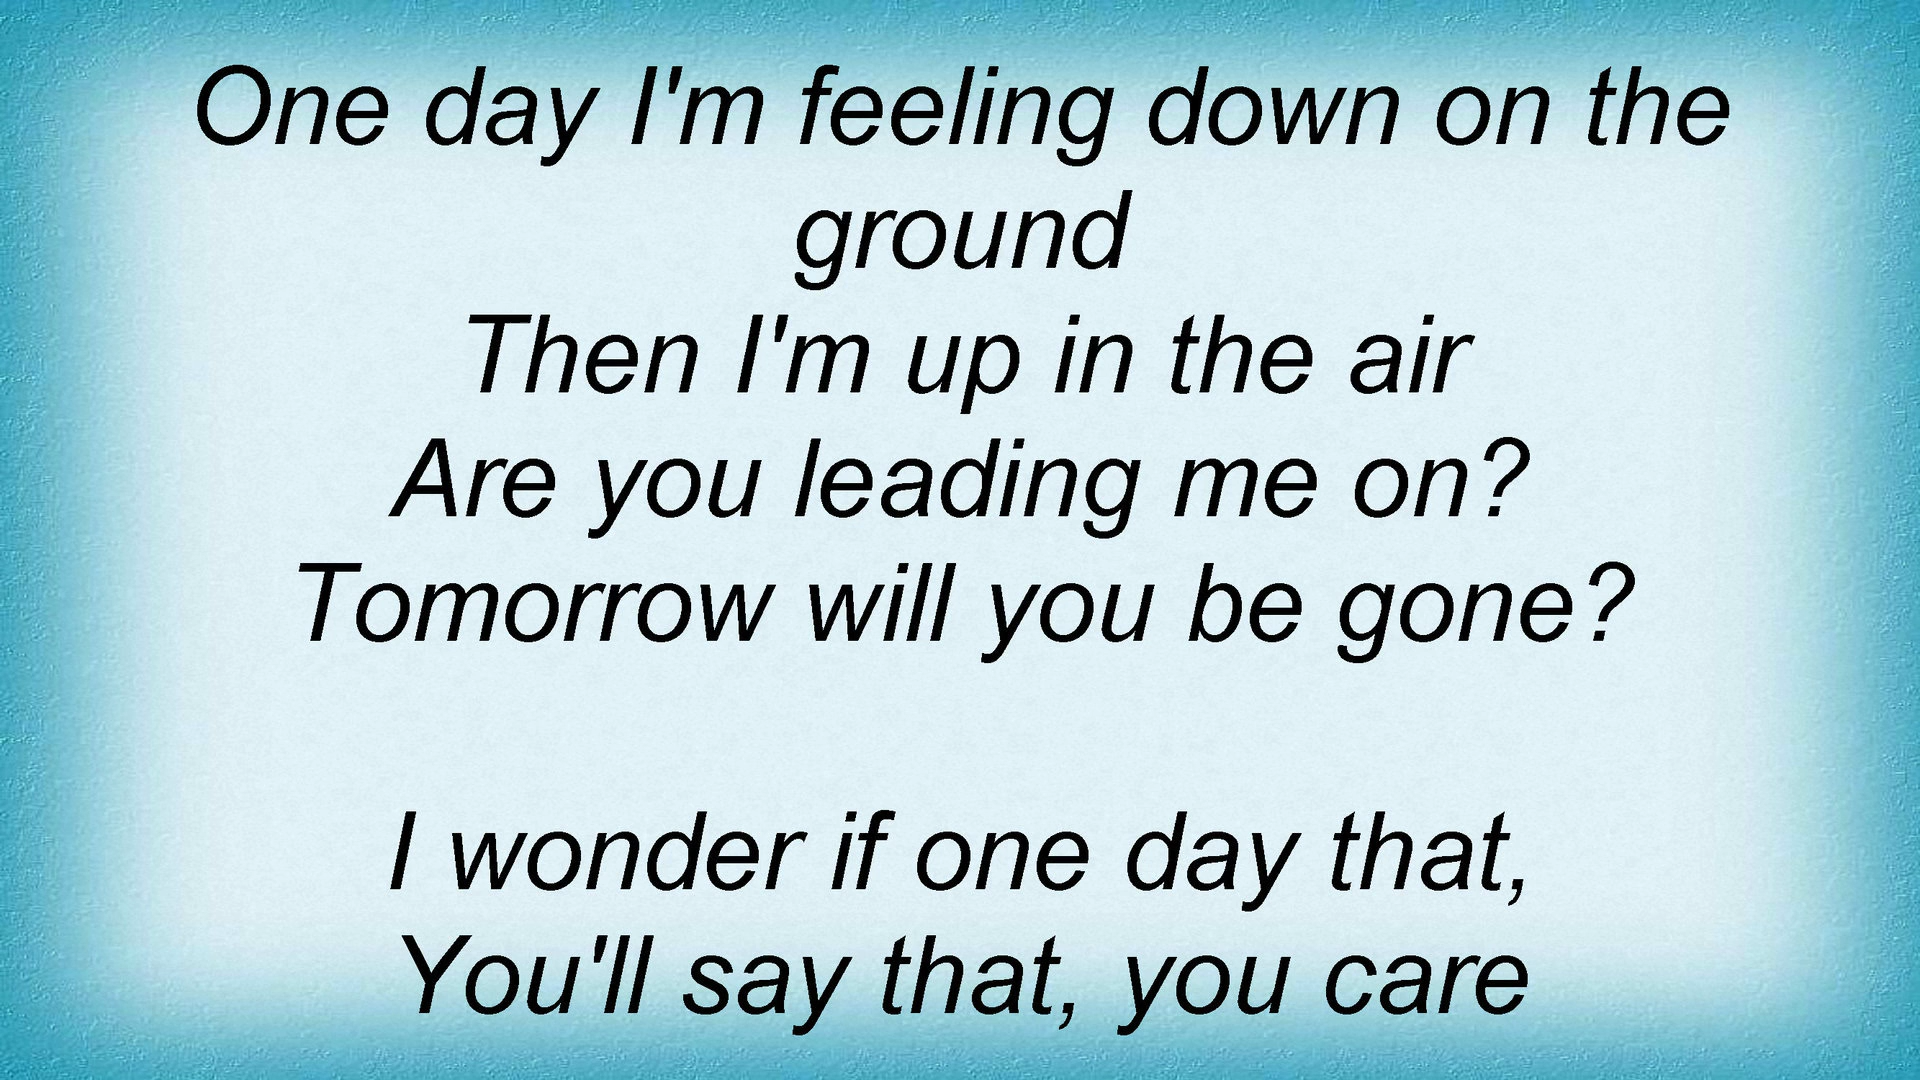 One day I'm feeling down on the
ground
Then I'm up in the air
Are you leading me on?
Tomorrow will you be gone?
I wonder if one day that,
You'll say that, you care